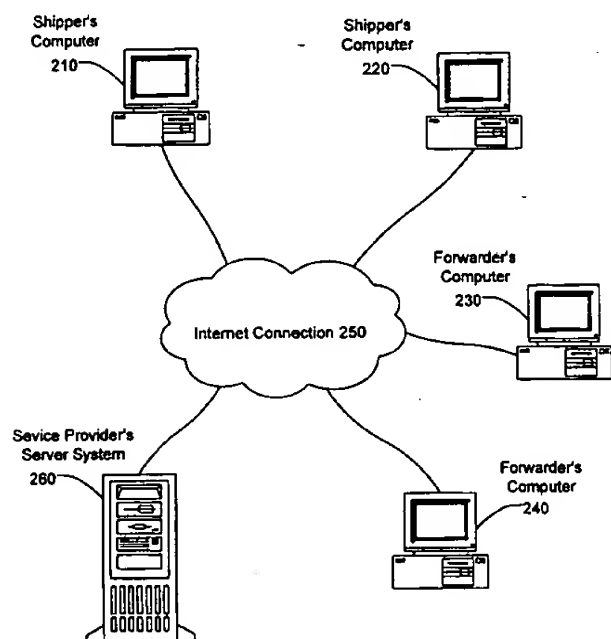 Shipper's
Computer
210
Shipper's
Computer
220
Forwarder's
Computer
230
Internet Connection 250
Sevice Provider's
Server System
260
Forwarder's
Computer
240